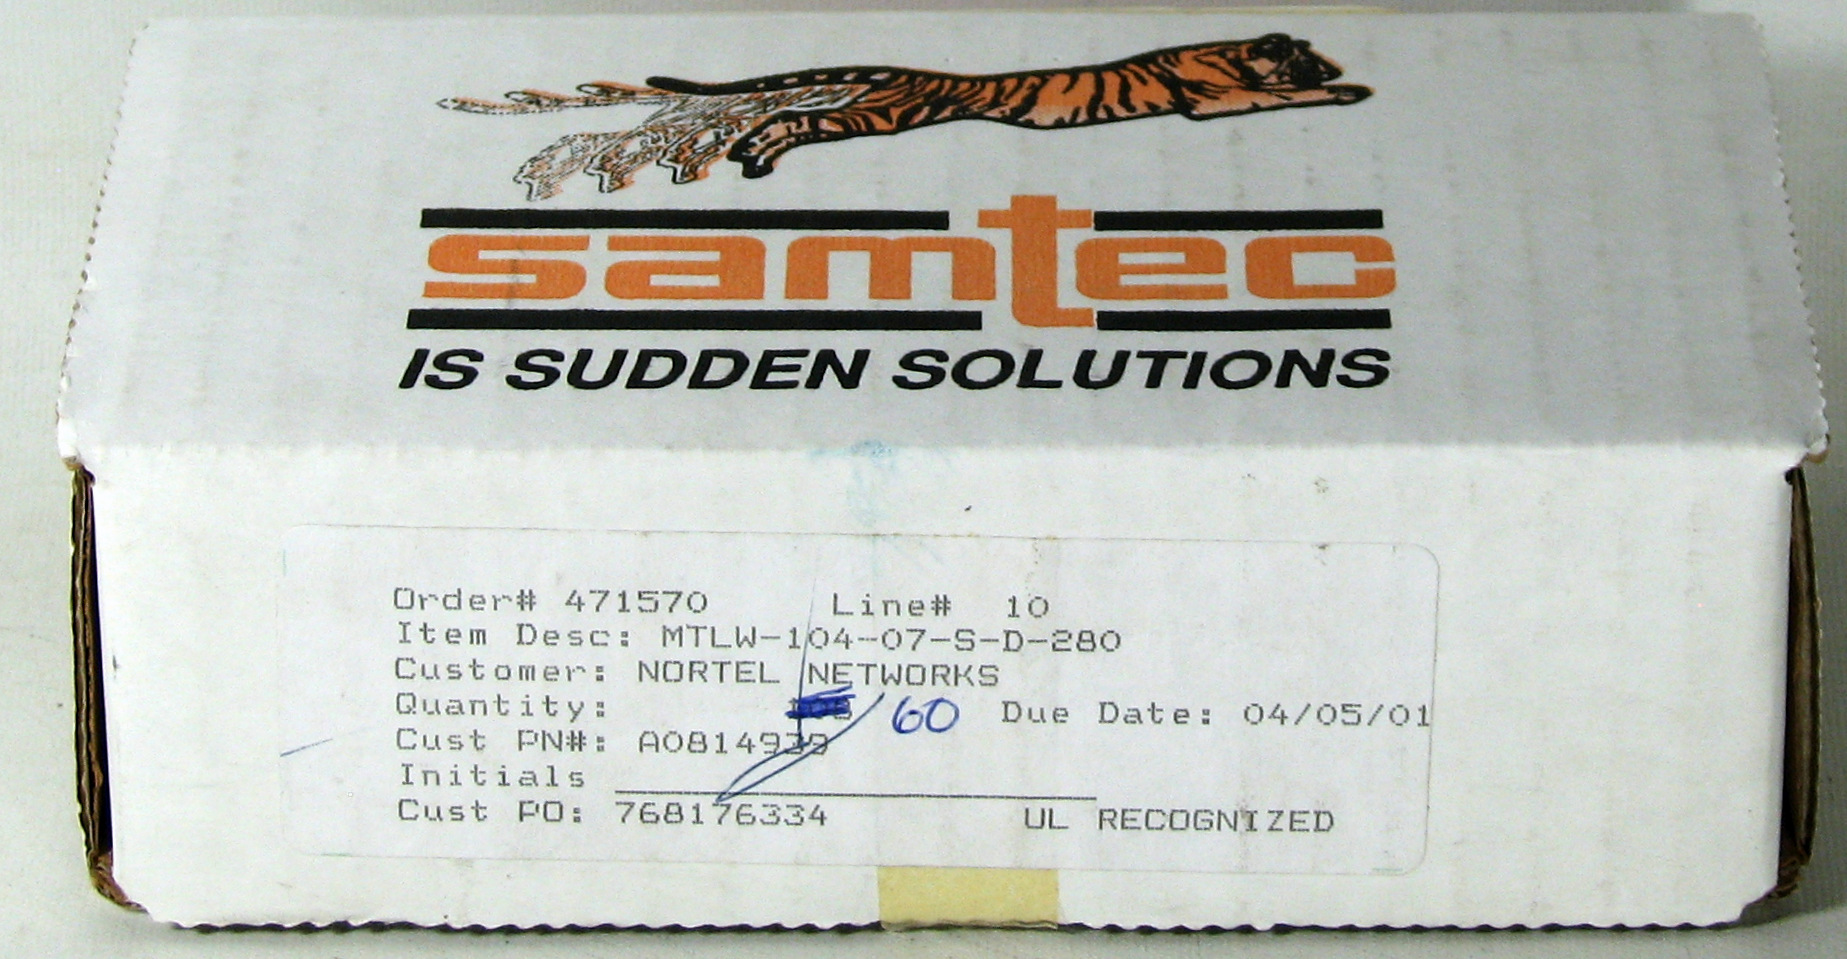 samtec
IS SUDDEN SOLUTIONS
Order# 471570 Line# 10
Item Desc: MTLW-104-07-S-D-280
Customer: NORTEL NETWORKS
Quantity: 60 Due Date: 04/05/01
Cust PN#: A0814939
Initials
Cust PO: 768176334 UL RECOGNIZED